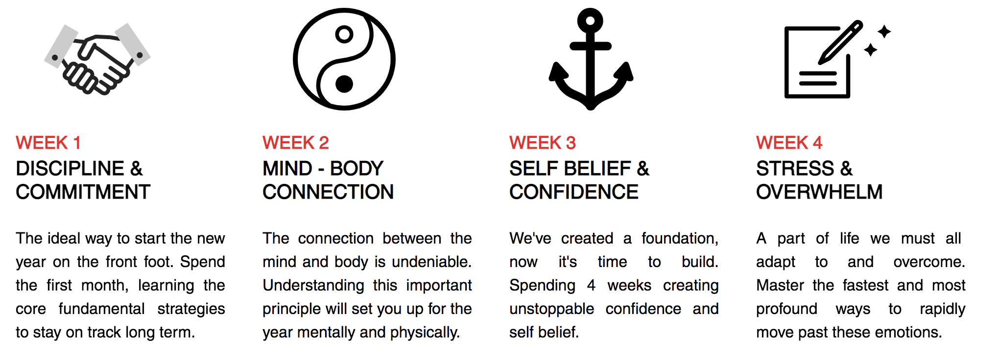 WEEK 1
DISCIPLINE &
COMMITMENT
The ideal way to start the new
year on the front foot. Spend
the first month, learning the
core fundamental strategies
to stay on track long term.
WEEK 2
MIND - BODY
CONNECTION
The connection between the
mind and body is undeniable.
Understanding this important
principle will set you up for the
year mentally and physically.
WEEK 3
SELF BELIEF &
CONFIDENCE
We've created a foundation,
now it's time to build.
Spending 4 weeks creating
unstoppable confidence and
self belief.
WEEK 4
STRESS &
OVERWHELM
A part of life we must all
adapt to and overcome.
Master the fastest and most
profound ways to rapidly
move past these emotions.